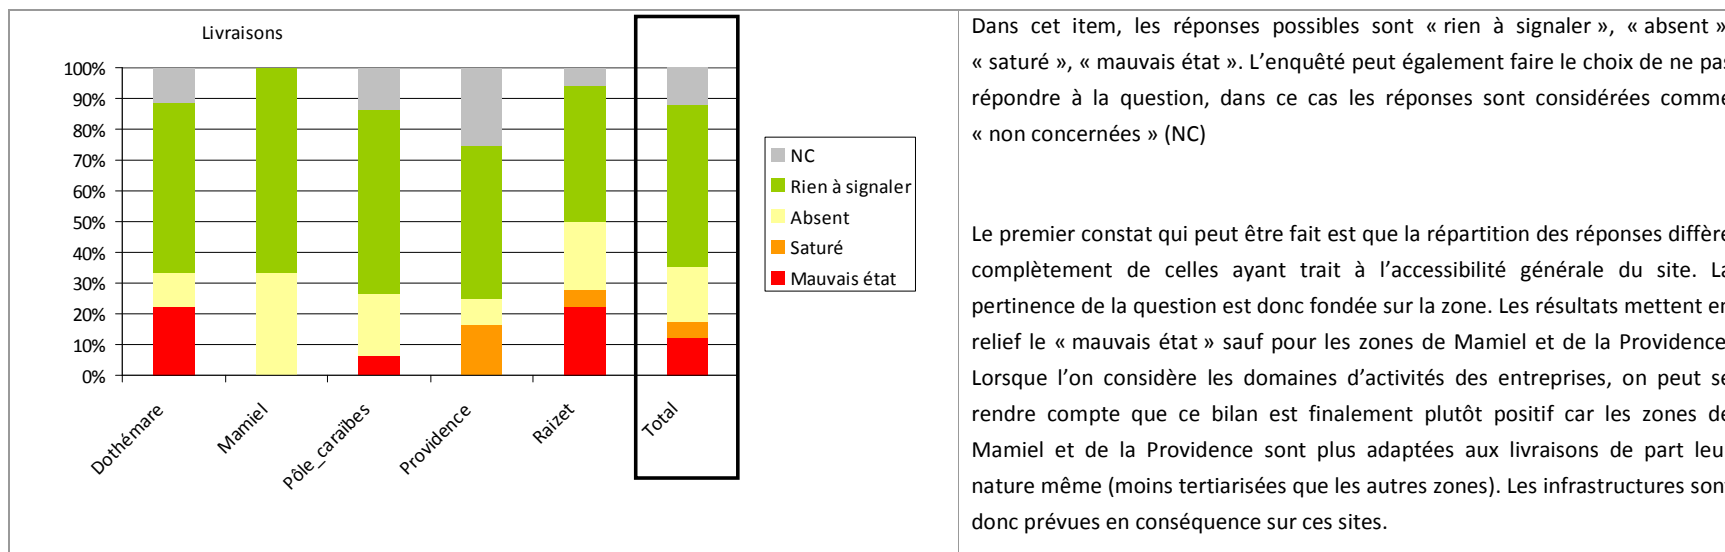 Livraisons
100%
90%
80%
70%
60%
50%
40%
30%
20%
10%
0%
Dothémare
Mamiel
Pôle_caraïbes
Providence
Raizet
Total
NC
Rien à signaler
Absent
Saturé
Mauvais état
Dans cet item, les réponses possibles sont « rien à signaler », « absent »
« saturé », « mauvais état ». L’enquêté peut également faire le choix de ne pas
répondre à la question, dans ce cas les réponses sont considérées comme
« non concernées » (NC)
Le premier constat qui peut être fait est que la répartition des réponses diffère
complètement de celles ayant trait à l’accessibilité générale du site. La
pertinence de la question est donc fondée sur la zone. Les résultats mettent en
relief le « mauvais état » sauf pour les zones de Mamiel et de la Providence
Lorsque l’on considère les domaines d’activités des entreprises, on peut se
rendre compte que ce bilan est finalement plutôt positif car les zones de
Mamiel et de la Providence sont plus adaptées aux livraisons de part leur
nature même (moins tertiarisées que les autres zones). Les infrastructures sont
donc prévues en conséquence sur ces sites.